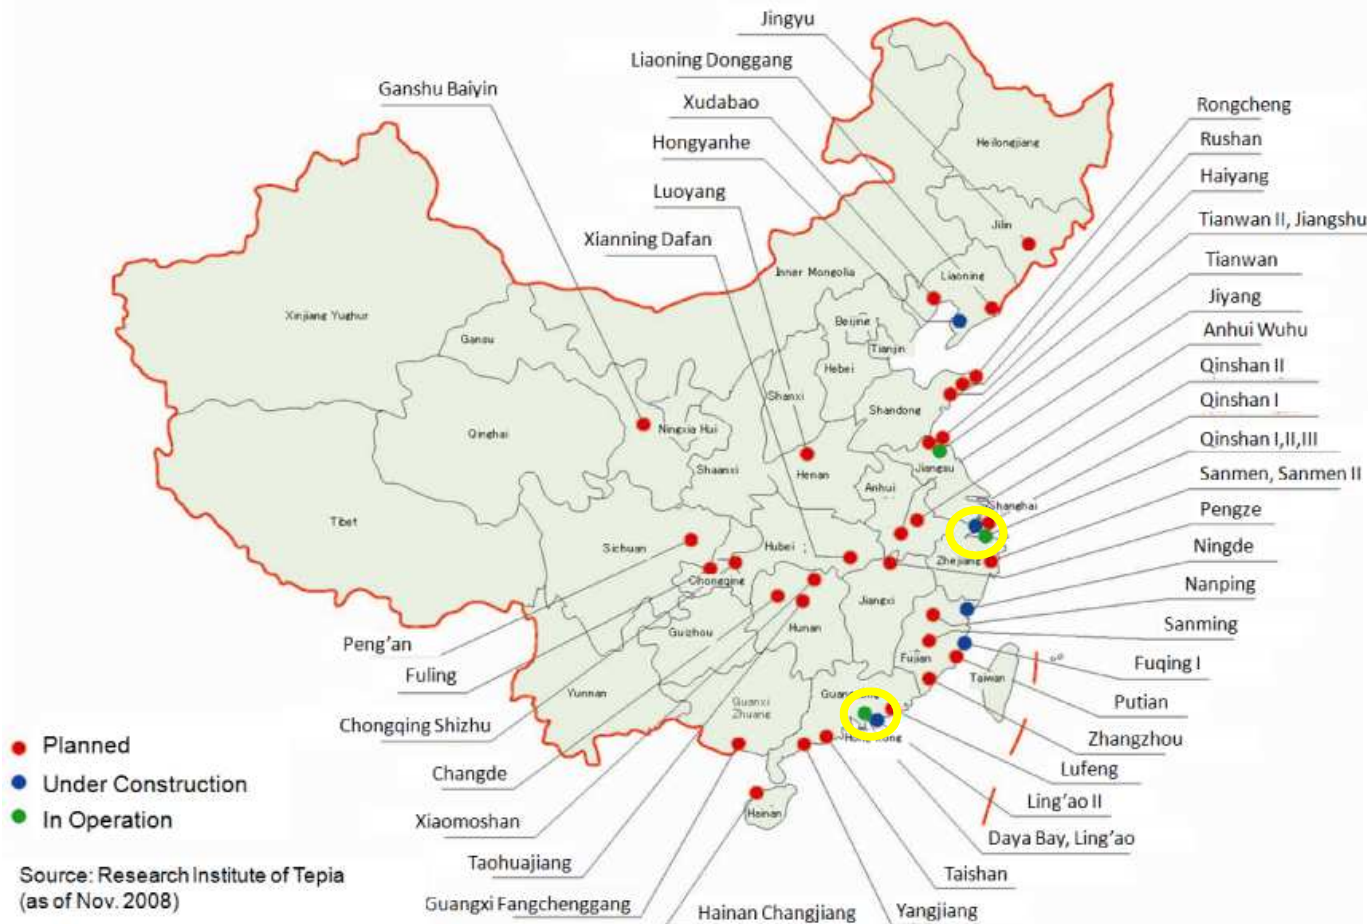 Jingyu
Liaoning Donggang
Ganshu Baiyin
Xudabao
Rongcheng
Hongyanhe
Rushan
Heilongjiang
Haiyang
Luoyang
Tianwan II, Jiangshu
Jilin
Xianning Dafan
Tianwan
Inner Mongolia
Liaoning
Jiyang
Xinjiang Yughur
Beijing
Anhui Wuhu
Gansu
Tianjin
Hebei
Qinshan II
Shanxi
Qinshan I
Shandong
Qinghai
Ningxia Hui
Qinshan I,II,III
Shaanxi
Henan
Jiangsu
Sanmen, Sanmen II
Anhui
Shanghai
Pengze
Tibet
Sichuan
Hubei
Ningde
Zhejiang
Chongqing
Nanping
Jiangxi
Hunan
Sanming
Guizhou
Peng'an
Fujian
Fuqing I
Fuling
Taiwan
Yunnan
Guanxi
Zhuang
Putian
Chongqing Shizhu
Planned
Zhangzhou
Changde
Lufeng
Under Construction
Ling'ao II
In Operation
Xiaomoshan
Hainan
Daya Bay, Ling'ao
Taohuajiang
Taishan
Source: Research Institute of Tepia
(as of Nov. 2008)
Guangxi Fangchenggang
Hainan Changjiang
Yangjiang